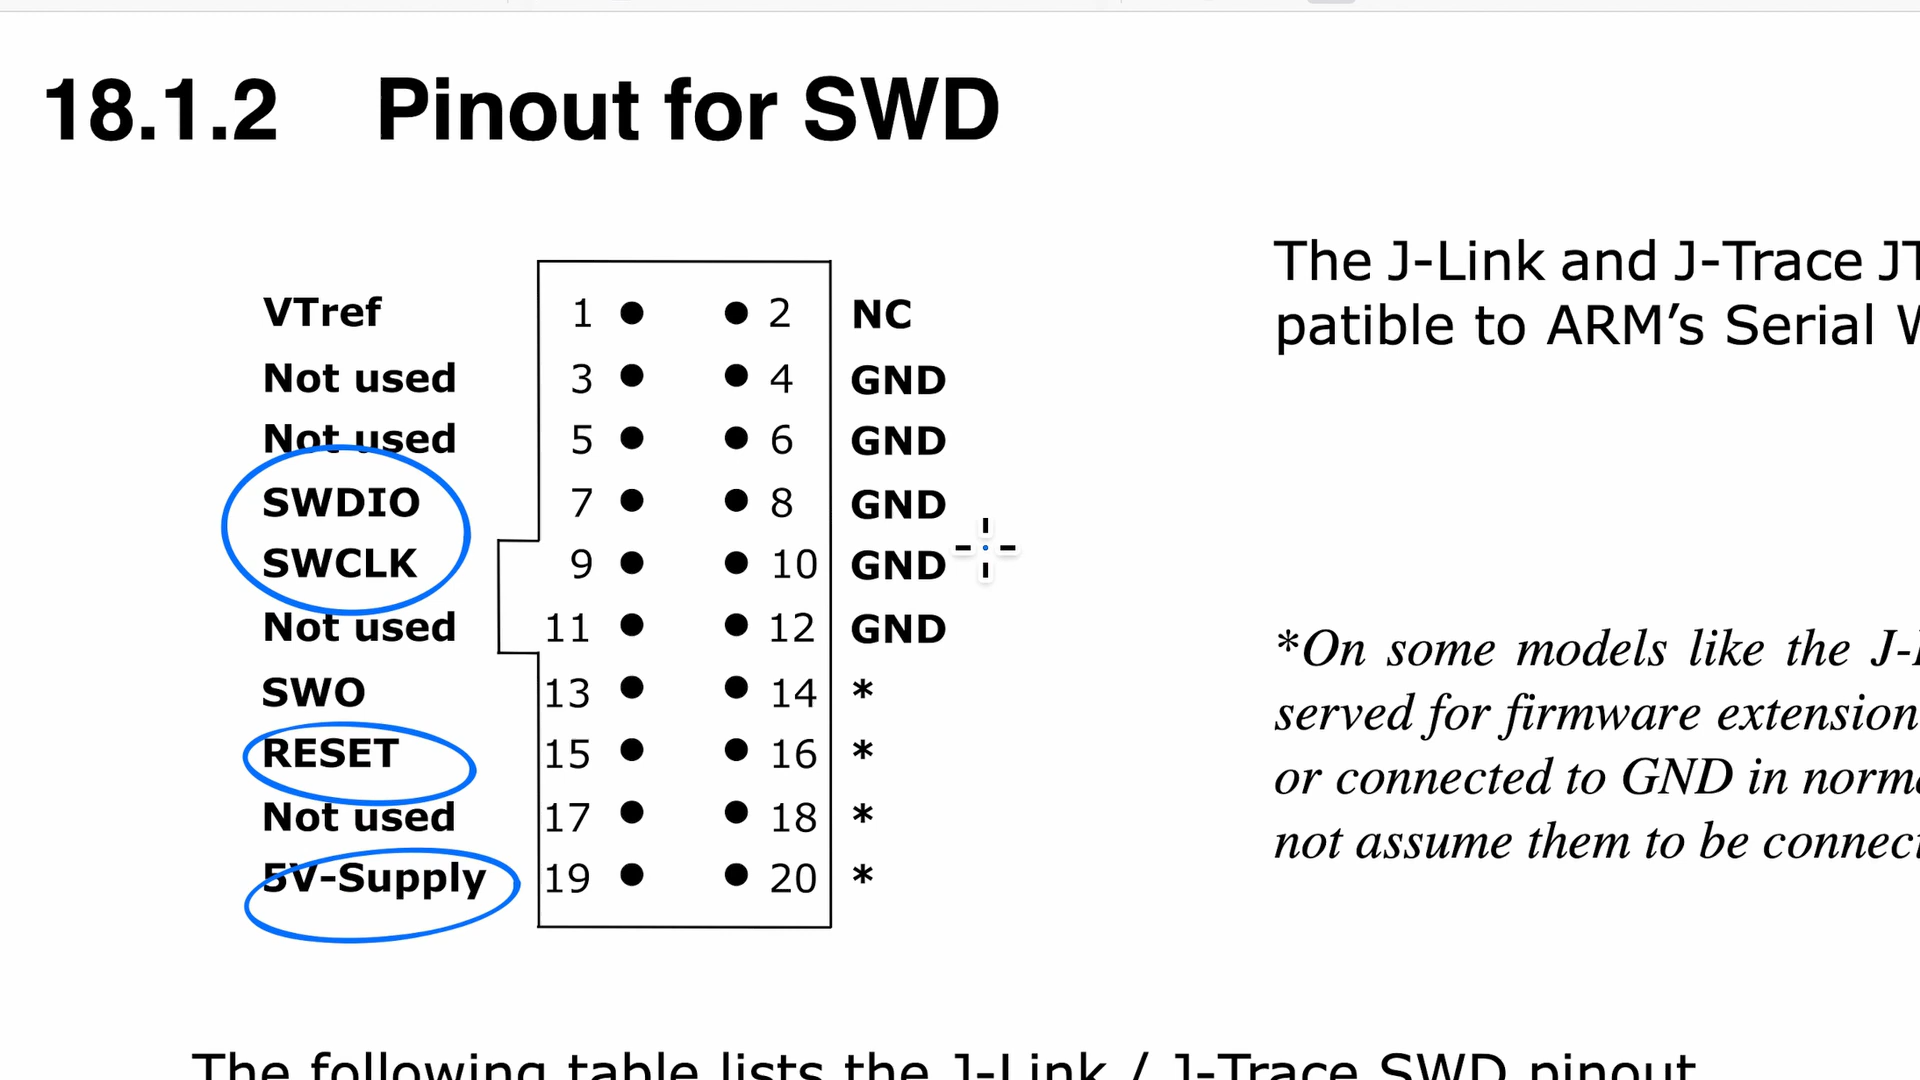 18.1.2 Pinout for SWD
The J-Link and J-Trace JT
patible to ARM’s Serial W
VTref 1 2 NC
Not used 3 4 GND
Not used 5 6 GND
SWDIO 7 8 GND
SWCLK 9 10 GND
Not used 11 12 GND
SWO 13 14 *
RESET 15 16 *
Not used 17 18 *
5V-Supply 19 20 *
*On some models like the J-L
served for firmware extension
or connected to GND in norma
not assume them to be connect
The following table lists the J-Link / J-Trace SWD pinout